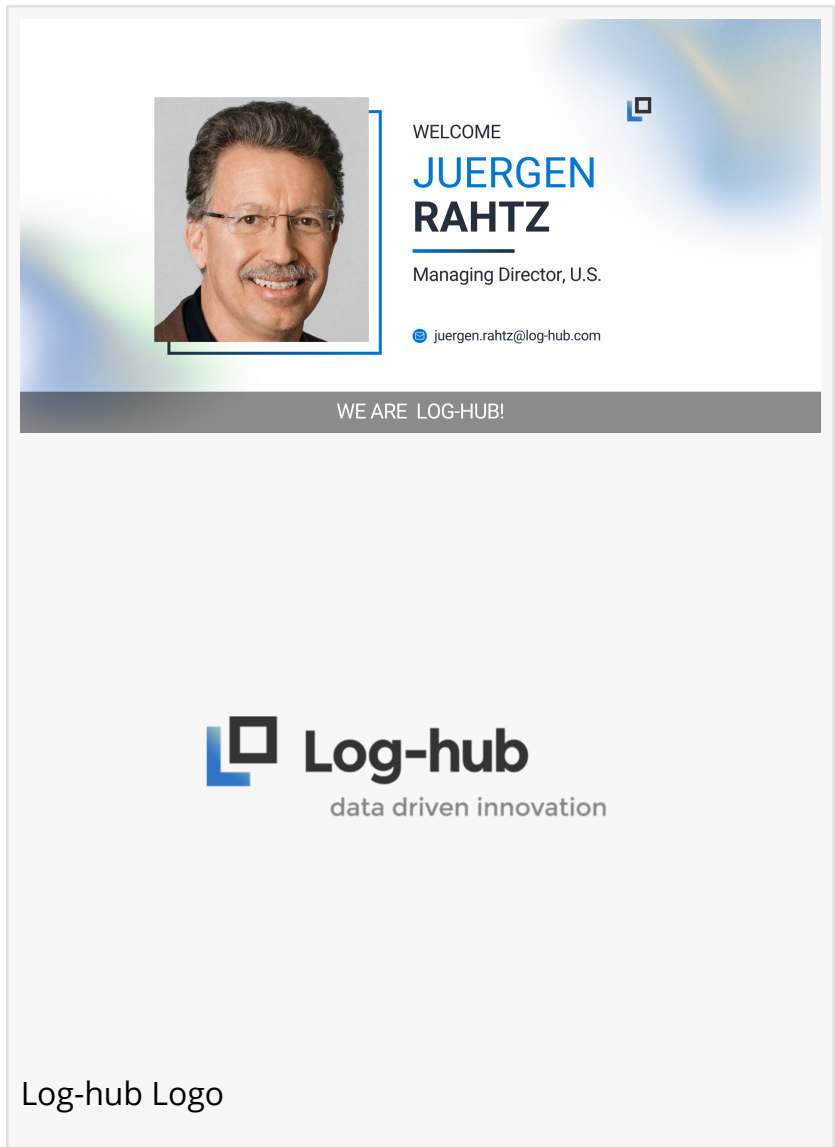 WELCOME
JUERGEN
RAHTZ
Managing Director, U.S.
juergen.rahtz@log-hub.com
WE ARE LOG-HUB!
Log-hub
data driven innovation
Log-hub Logo